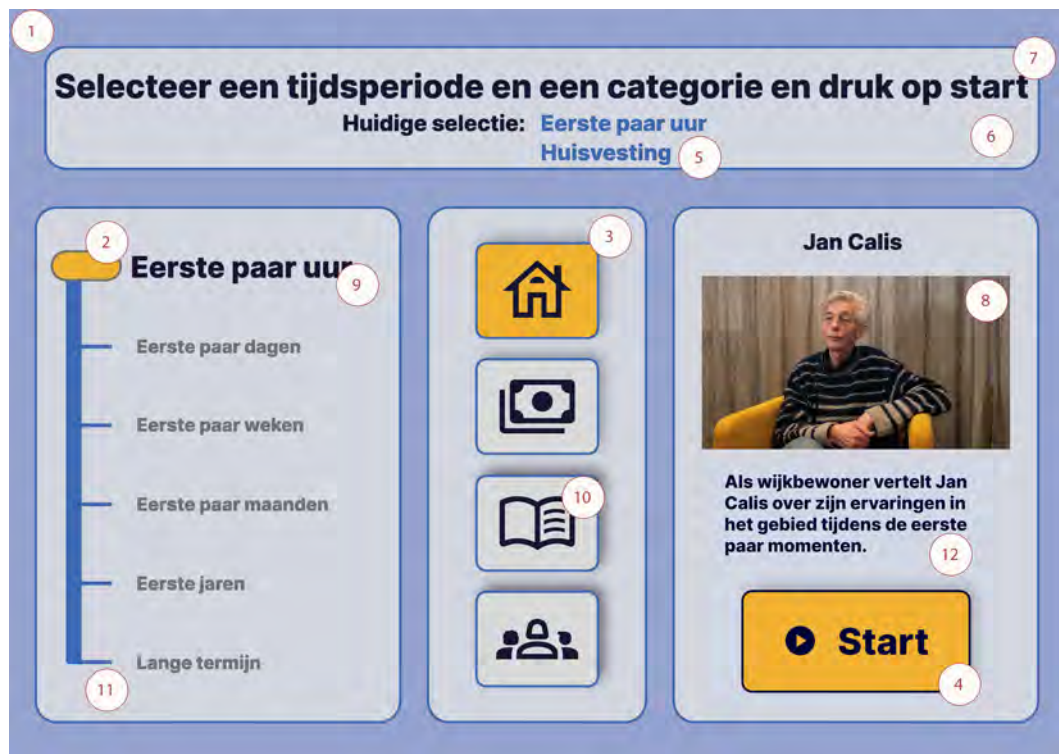 1
7
Selecteer een tijdsperiode en een categorie en druk op start
Huidige selectie: Eerste paar uur
6
Huisvesting
5
2
Eerste paar uur
9
Eerste paar dagen
Eerste paar weken
Eerste paar maanden
Eerste jaren
Lange termijn
11
3
10
Jan Calis
8
Als wijkbewoner vertelt Jan
Calis over zijn ervaringen in
het gebied tijdens de eerste
paar momenten.
12
Start
4